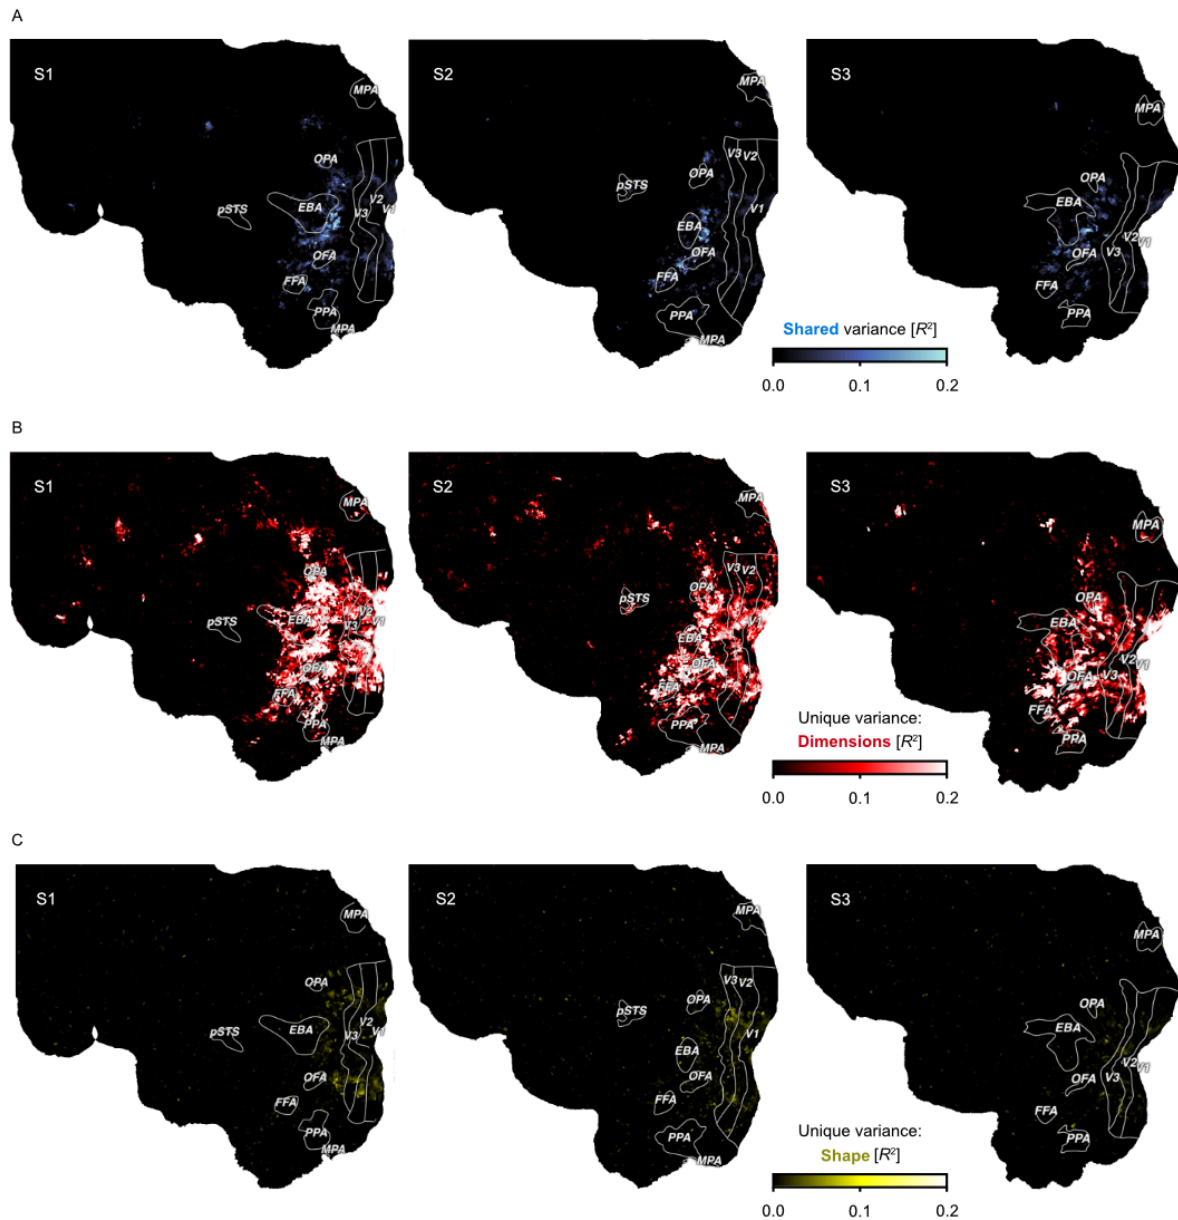 A
S1
S2
S3
MPA
MPA
MPA
OPA
V3
V2
OPA
OPA
pSTS
pSTS
EBA
EBA
EBA
V3
V2
V1
V1
V3
V2
V1
OFA
OFA
OFA
FFA
FFA
FFA
PPA
PPA
PPA
MPA
MPA
Shared variance [R²]
0.0 0.1 0.2
B
S1
S2
S3
MPA
MPA
MPA
OPA
V3
V2
OPA
OPA
pSTS
pSTS
EBA
EBA
EBA
V3
V2
V1
V1
V3
V2
V1
OFA
OFA
OFA
FFA
FFA
FFA
PPA
PPA
PPA
MPA
MPA
Unique variance:
Dimensions [R²]
0.0 0.1 0.2
C
S1
S2
S3
MPA
MPA
MPA
OPA
V3
V2
OPA
OPA
pSTS
pSTS
EBA
EBA
EBA
V3
V2
V1
V1
V3
V2
V1
OFA
OFA
OFA
FFA
FFA
FFA
PPA
PPA
PPA
MPA
MPA
Unique variance:
Shape [R²]
0.0 0.1 0.2